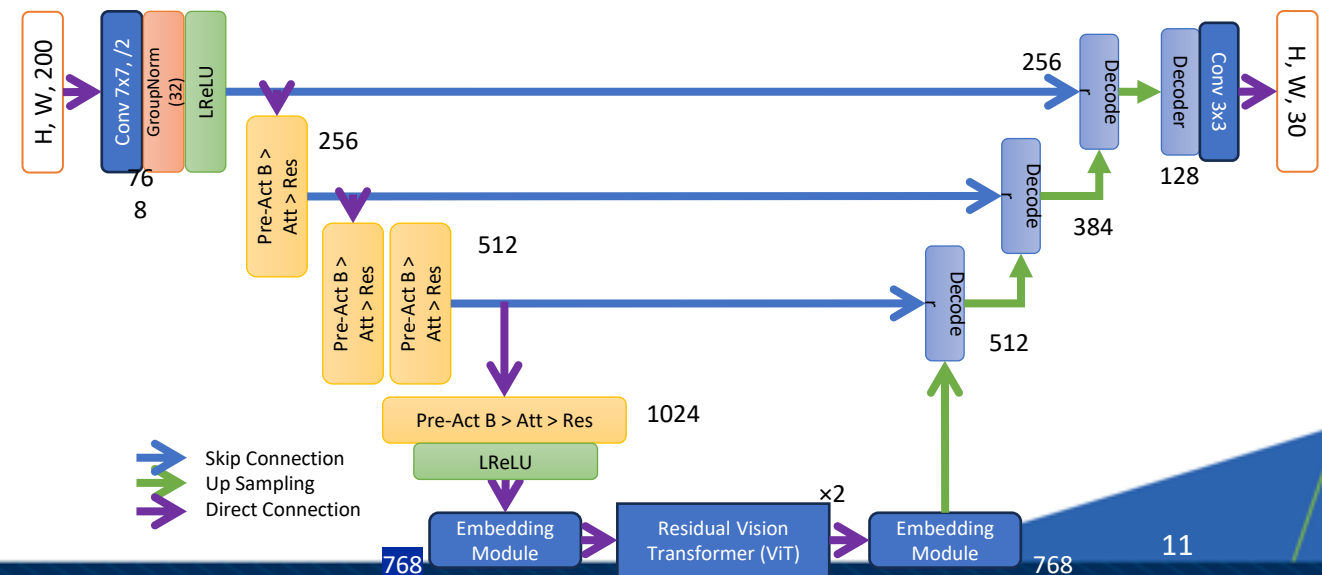 H, W, 200
Conv 7x7, /2
GroupNorm
(32)
LReLU
76
8
256
Pre-Act B >
Att > Res
Pre-Act B >
Att > Res
Pre-Act B >
Att > Res
512
Pre-Act B > Att > Res
1024
LReLU
Embedding
Module
768
Residual Vision
Transformer (ViT)
×2
Embedding
Module
768
Decode
r
512
Decode
r
384
256
Decode
r
Decoder
128
Conv 3x3
H, W, 30
Skip Connection
Up Sampling
Direct Connection
11